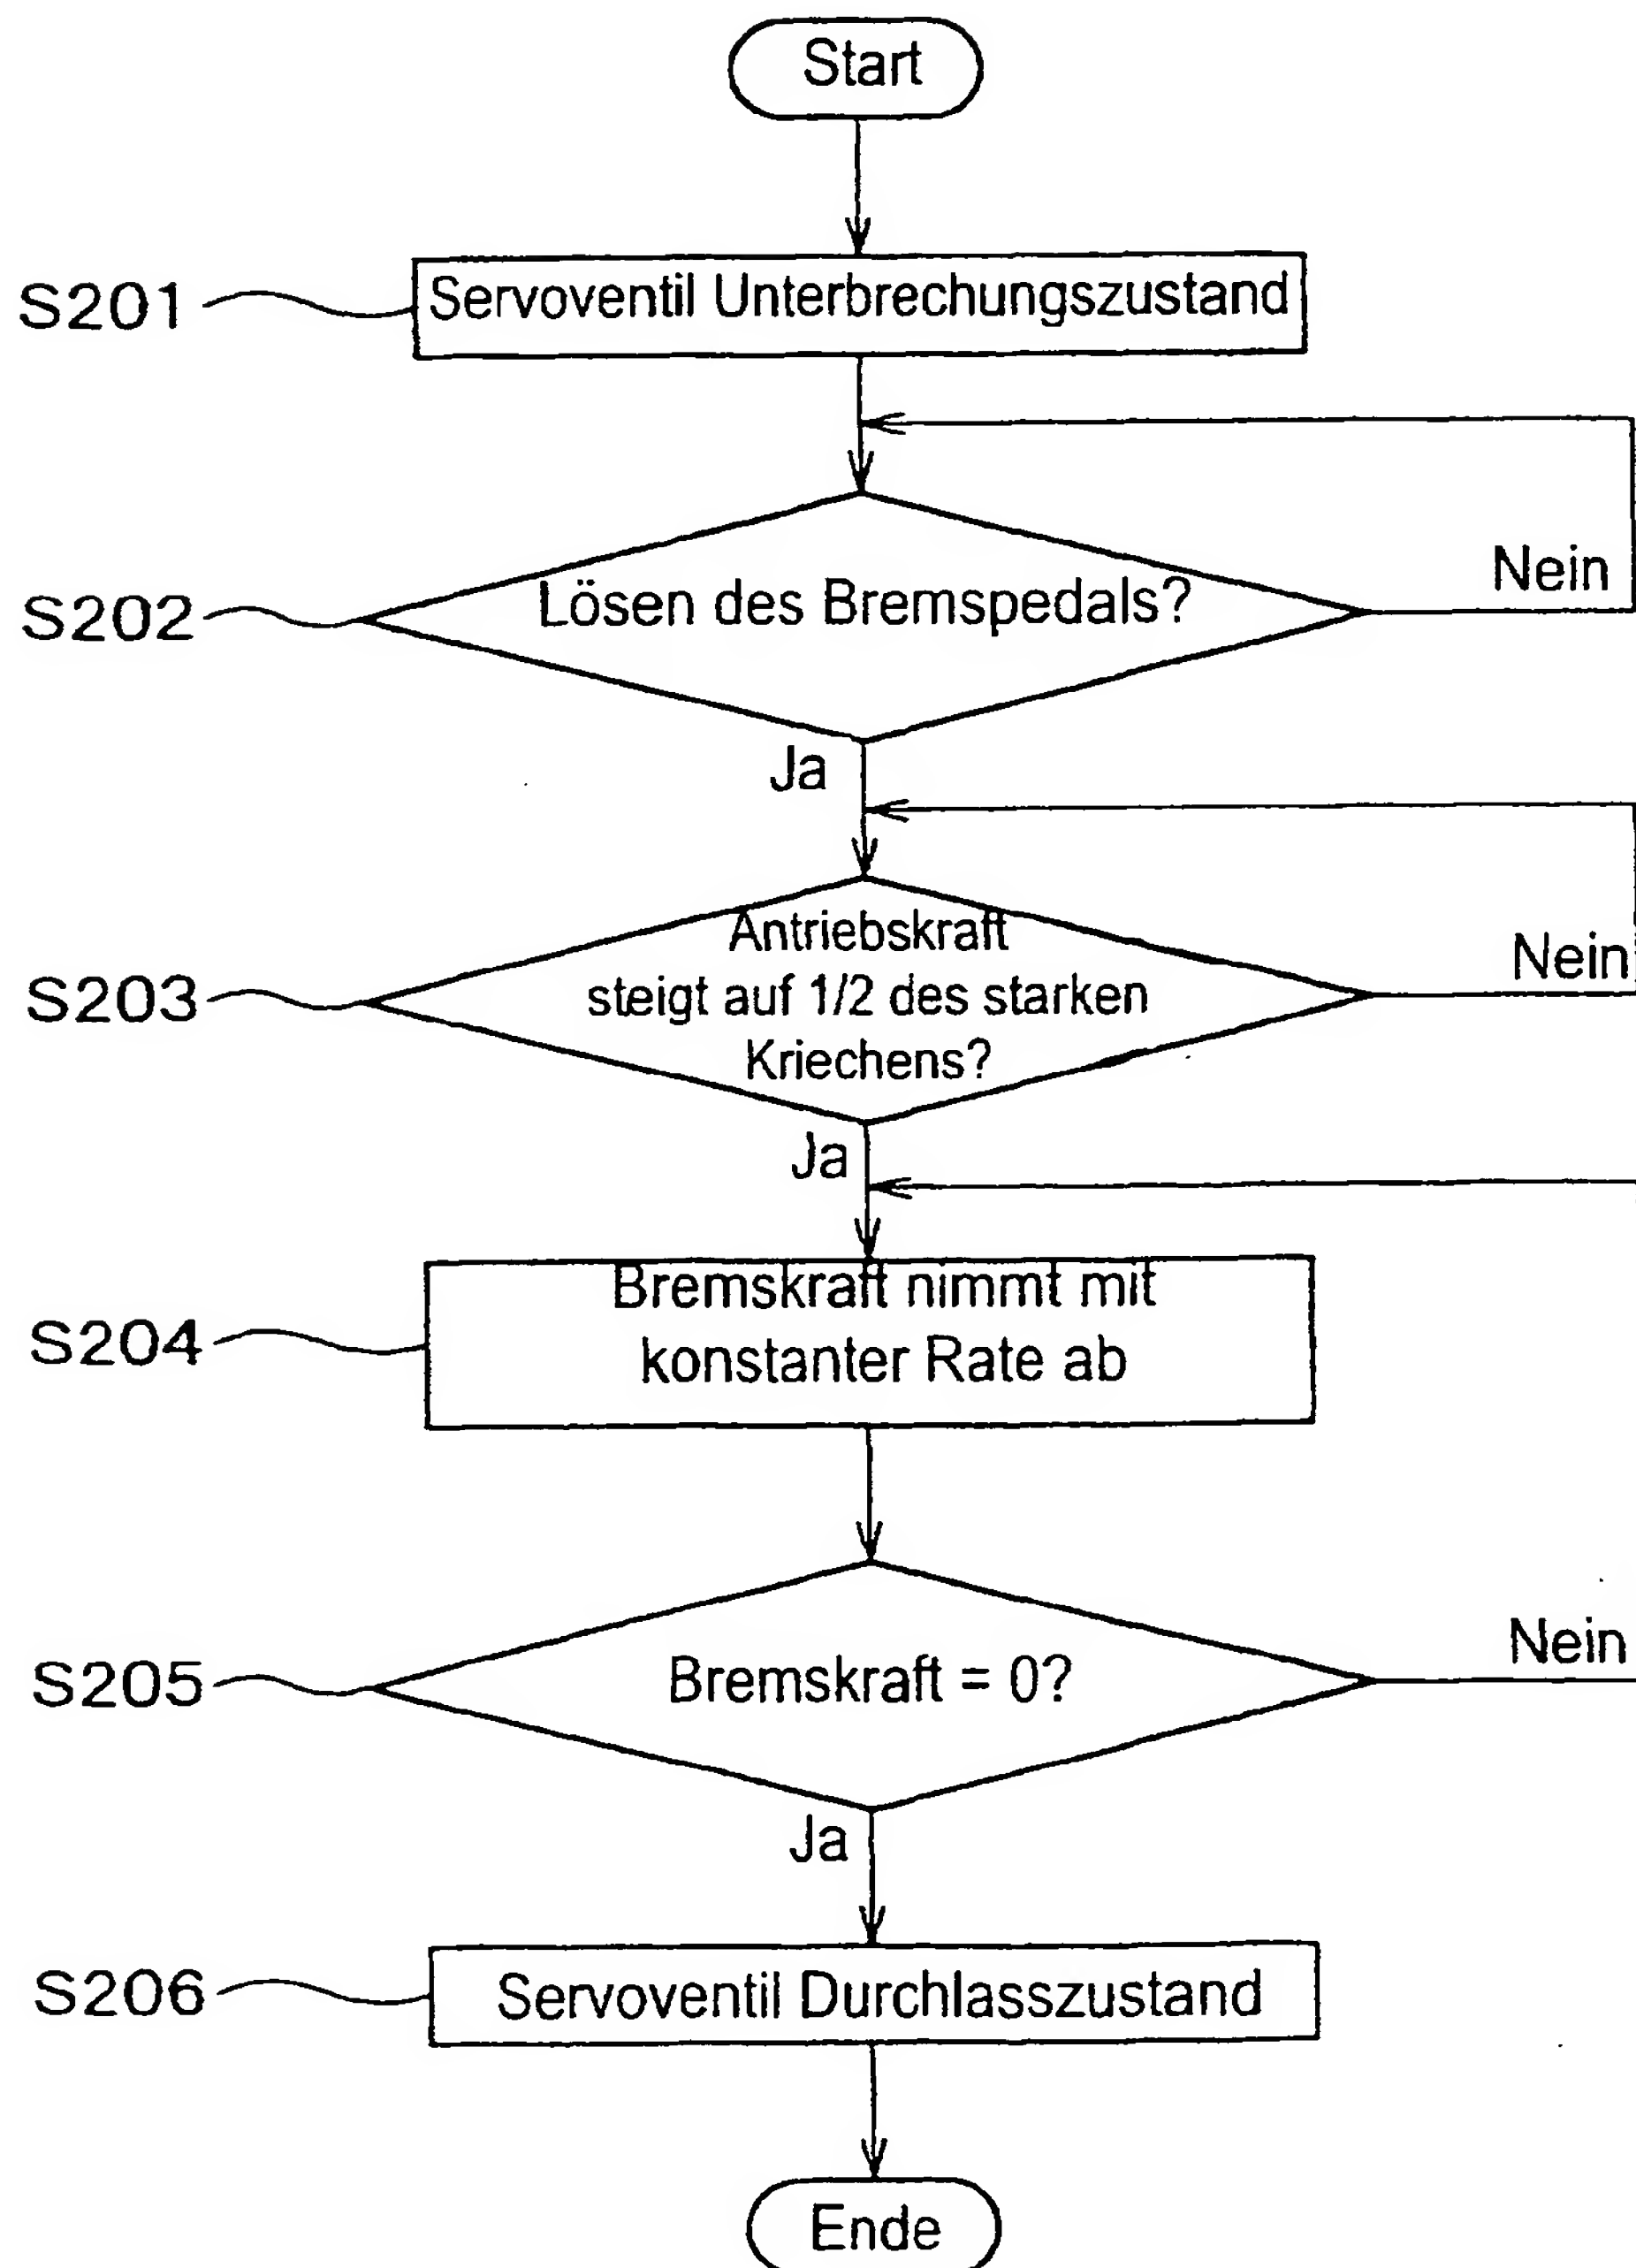 Start
S201
Servoventil Unterbrechungszustand
S202
Lösen des Bremspedals?
Nein
Ja
S203
Antriebskraft
steigt auf 1/2 des starken
Kriechens?
Nein
Ja
S204
Bremskraft nimmt mit
konstanter Rate ab
S205
Bremskraft = 0?
Nein
Ja
S206
Servoventil Durchlasszustand
Ende